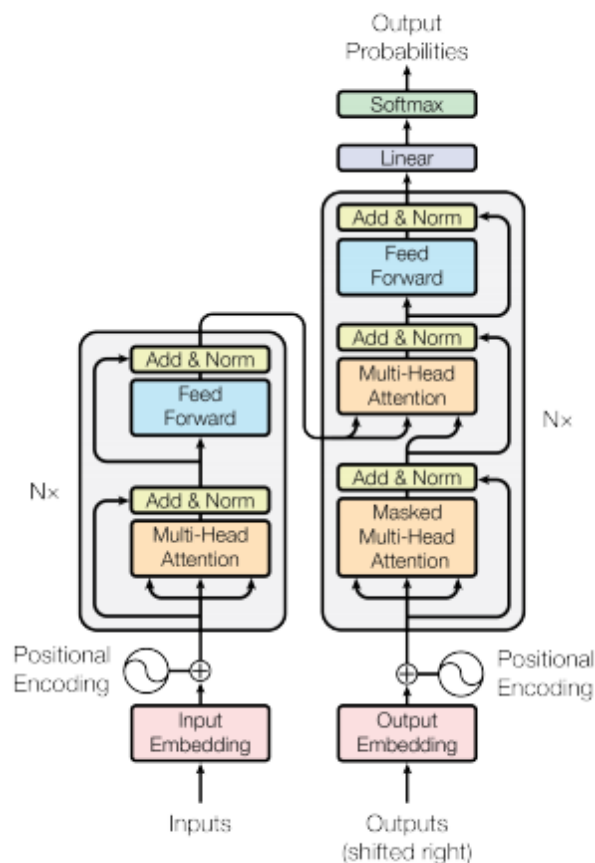 Output
Probabilities
Softmax
Linear
Add & Norm
Feed
Forward
Add & Norm
Multi-Head
Attention
Add & Norm
Masked
Multi-Head
Attention
Nx
Add & Norm
Feed
Forward
Add & Norm
Multi-Head
Attention
Nx
Positional
Encoding
Positional
Encoding
Input
Embedding
Output
Embedding
Inputs
Outputs
(shifted right)